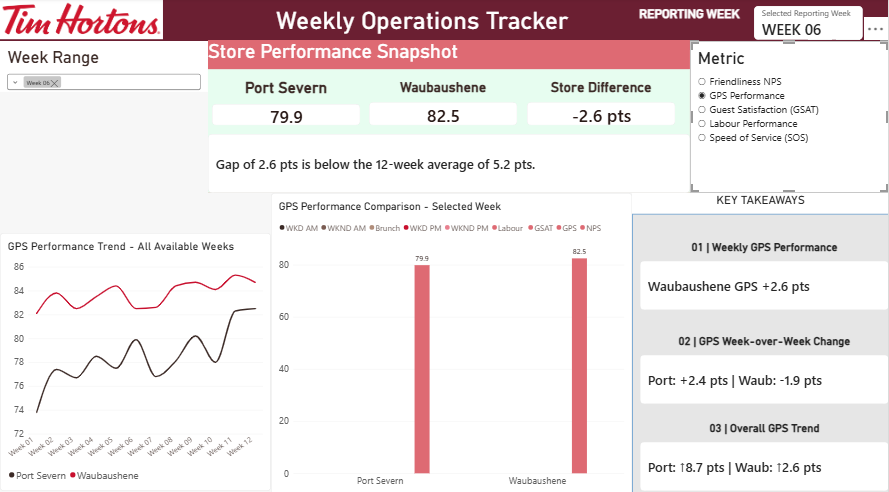 Tim Hortons.
Weekly Operations Tracker
REPORTING WEEK
Selected Reporting Week
WEEK 06
Week Range
Week 06
Store Performance Snapshot
Port Severn
Waubaushene
Store Difference
79.9
82.5
-2.6 pts
Gap of 2.6 pts is below the 12-week average of 5.2 pts.
Metric
Friendliness NPS
GPS Performance
Guest Satisfaction (GSAT)
Labour Performance
Speed of Service (SOS)
GPS Performance Trend - All Available Weeks
86
84
82
80
78
76
74
72
Week 01
Week 02
Week 03
Week 04
Week 05
Week 06
Week 07
Week 08
Week 09
Week 10
Week 11
Week 12
Port Severn
Waubaushene
GPS Performance Comparison - Selected Week
WKD AM
WKND AM
Brunch
WKD PM
WKND PM
Labour
GSAT
GPS
NPS
80
60
40
20
0
79.9
82.5
Port Severn
Waubaushene
KEY TAKEAWAYS
01 | Weekly GPS Performance
Waubaushene GPS +2.6 pts
02 | GPS Week-over-Week Change
Port: +2.4 pts | Waub: -1.9 pts
03 | Overall GPS Trend
Port: ↑8.7 pts | Waub: ↑2.6 pts